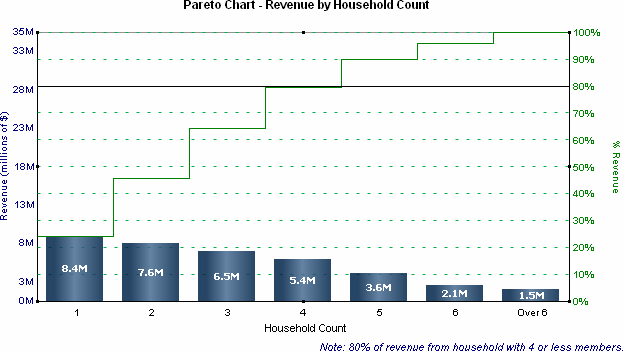 Pareto Chart - Revenue by Household Count
35M
33M
28M
23M
18M
8M
3M
0M
Revenue (millions of $)
100%
90%
80%
70%
60%
50%
40%
30%
20%
10%
0%
% Revenue
8.4M
7.6M
6.5M
5.4M
3.6M
2.1M
1.5M
1 2 3 4 5 6 Over 6
Household Count
Note: 80% of revenue from household with 4 or less members.